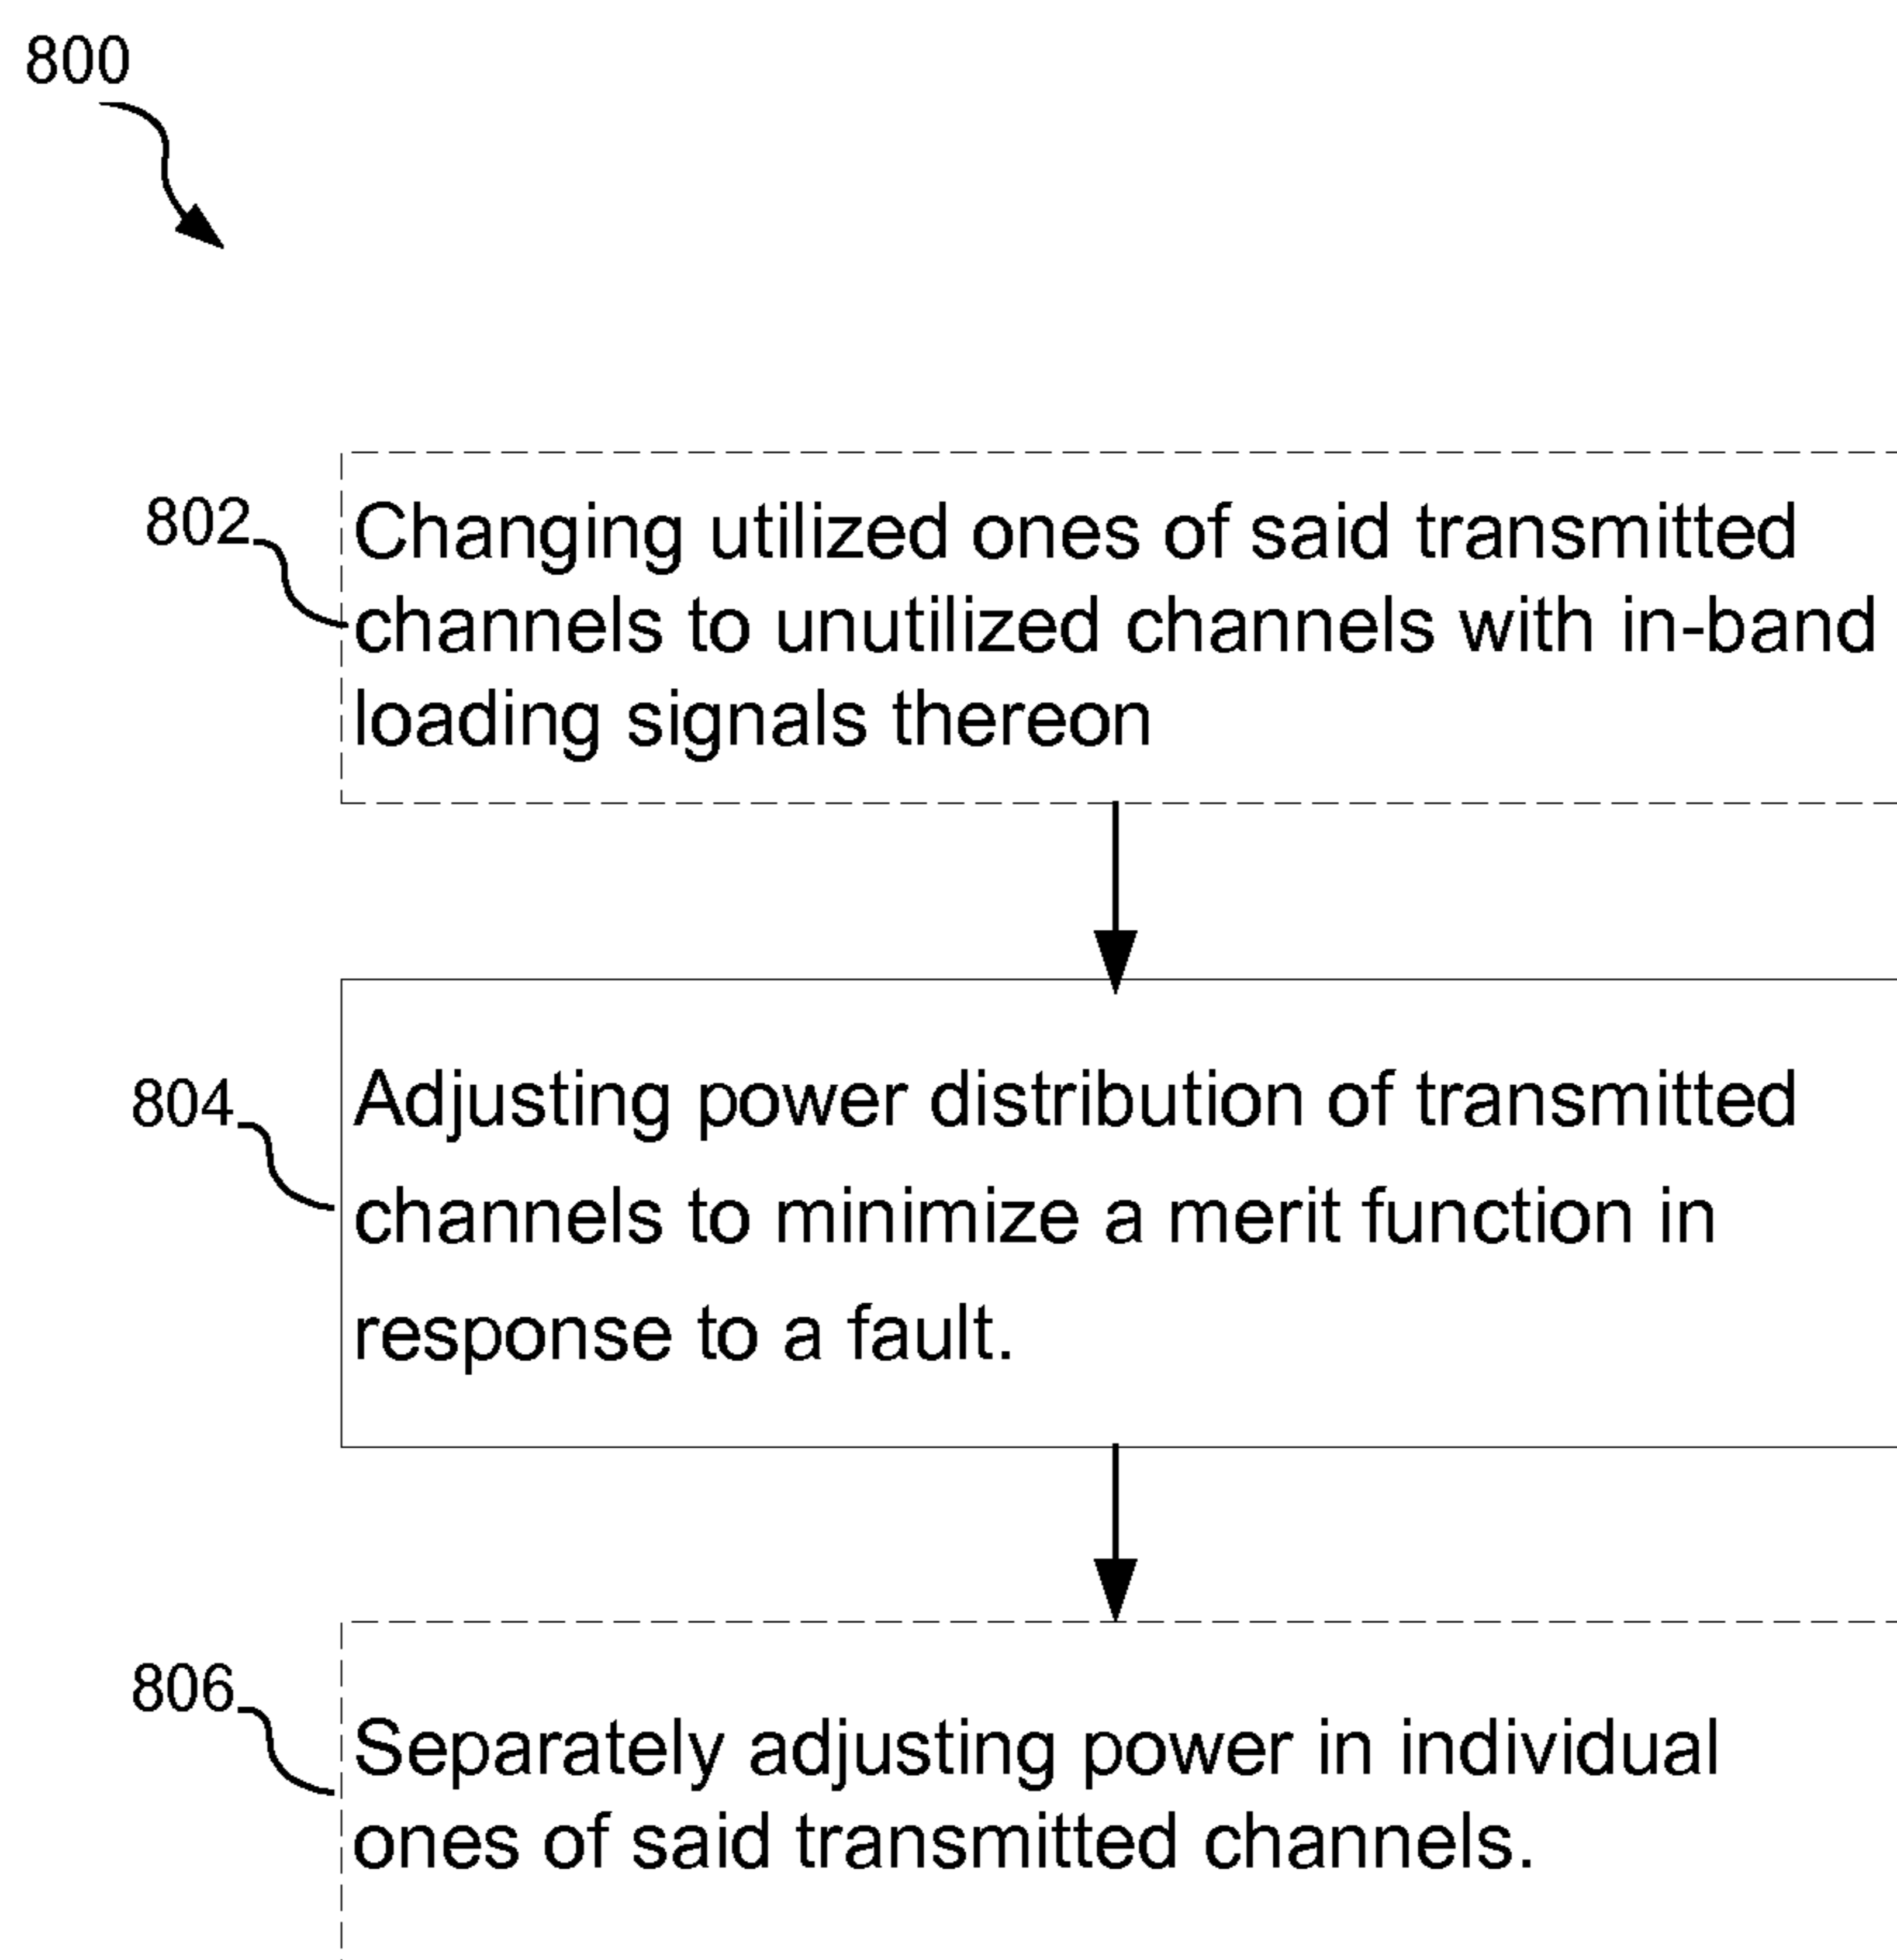 800
802
Changing utilized ones of said transmitted
channels to unutilized channels with in-band
loading signals thereon
804
Adjusting power distribution of transmitted
channels to minimize a merit function in
response to a fault.
806
Separately adjusting power in individual
ones of said transmitted channels.